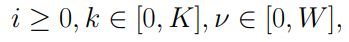 i ≥ 0, k ∈ [0, K], ν ∈ [0, W],